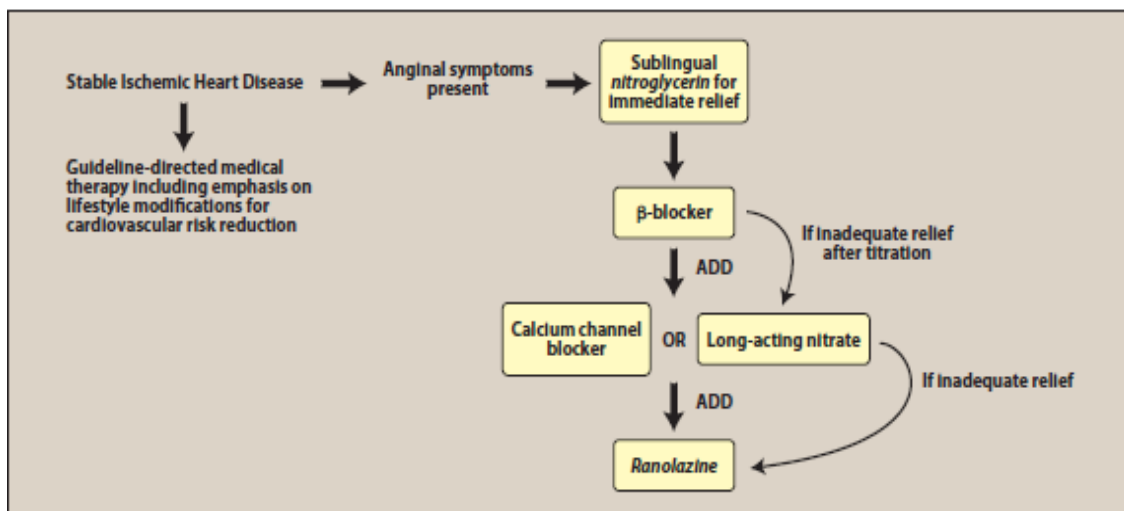 Stable Ischemic Heart Disease
Anginal symptoms
present
Sublingual
nitroglycerin for
immediate relief
Guideline-directed medical
therapy including emphasis on
lifestyle modifications for
cardiovascular risk reduction
β-blocker
If inadequate relief
after titration
ADD
Calcium channel
blocker
OR
Long-acting nitrate
If inadequate relief
ADD
Ranolazine